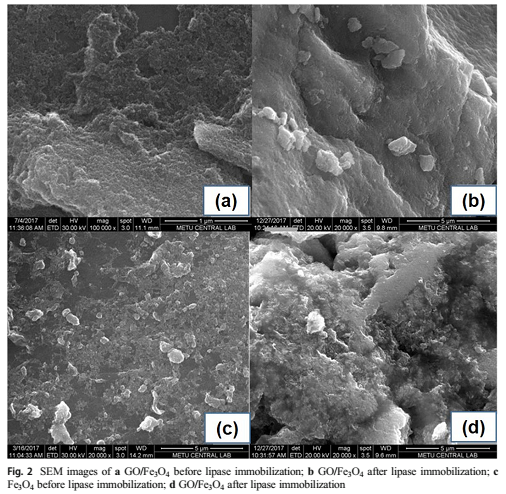 (a)
7/4/2017 det HV mag spot WD 1 µm
11:36:08 AM ETD 30.00 kV 100 000 x 3.0 11.1 mm METU CENTRAL LAB
(b)
12/27/2017 det HV mag spot WD 5 µm
ETD 20.00 kV 20 000 x 3.5 9.8 mm METU CENTRAL LAB
(c)
3/16/2017 det HV mag spot WD 5 µm
11:04:33 AM ETD 30.00 kV 20 000 x 3.0 14.2 mm METU CENTRAL LAB
(d)
12/27/2017 det HV mag spot WD 5 µm
10:31:57 AM ETD 20.00 kV 20 000 x 3.5 9.6 mm METU CENTRAL LAB
Fig. 2 SEM images of a GO/Fe₃O₄ before lipase immobilization; b GO/Fe₃O₄ after lipase immobilization; c
Fe₃O₄ before lipase immobilization; d GO/Fe₃O₄ after lipase immobilization